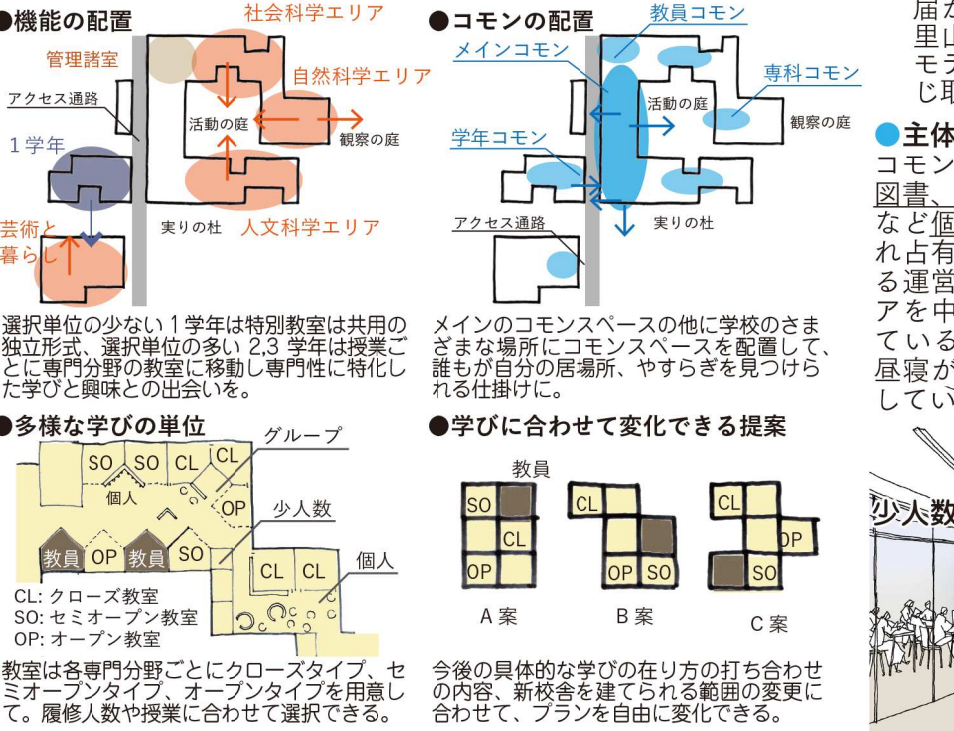 ●機能の配置
社会科学エリア
管理諸室
自然科学エリア
アクセス通路
活動の庭
観察の庭
1学年
芸術と
暮らし
実りの杜
人文科学エリア
選択単位の少ない1学年は特別教室は共用の
独立形式、選択単位の多い2,3学年は授業ご
とに専門分野の教室に移動し専門性に特化し
た学びと興味との出会いを。
●コモンの配置
教員コモン
メインコモン
専科コモン
活動の庭
観察の庭
学年コモン
アクセス通路
実りの杜
メインのコモンスペースの他に学校のさま
ざまな場所にコモンスペースを配置して、
誰もが自分の居場所、やすらぎを見つけら
れる仕掛けに。
●多様な学びの単位
グループ
SO SO CL CL
個人
OP
少人数
教員 OP 教員 SO
個人
CL CL
CL: クローズ教室
SO: セミオープン教室
OP: オープン教室
教室は各専門分野ごとにクローズタイプ、セ
ミオープンタイプ、オープンタイプを用意し
て。履修人数や授業に合わせて選択できる。
●学びに合わせて変化できる提案
教員
SO
CL
OP
A案
CL
OP SO
B案
CL
OP
SO
C案
今後の具体的な学びの在り方の打ち合わせ
の内容、新校舎を建てられる範囲の変更に
合わせて、プランを自由に変化できる。
届か
里山
モラ
じ取
●主体
コモン
図書、
など個
れ占有
る運営
アを中
ている
昼寝が
してい
少人数